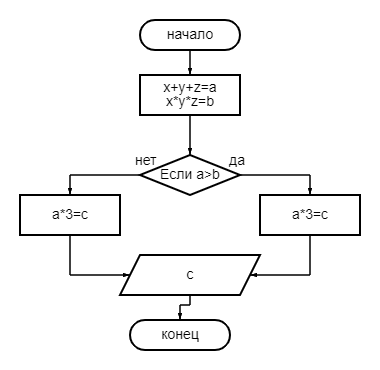 начало
x+y+z=a
x*y*z=b
нет
да
Если a>b
a*3=c
a*3=c
c
конец